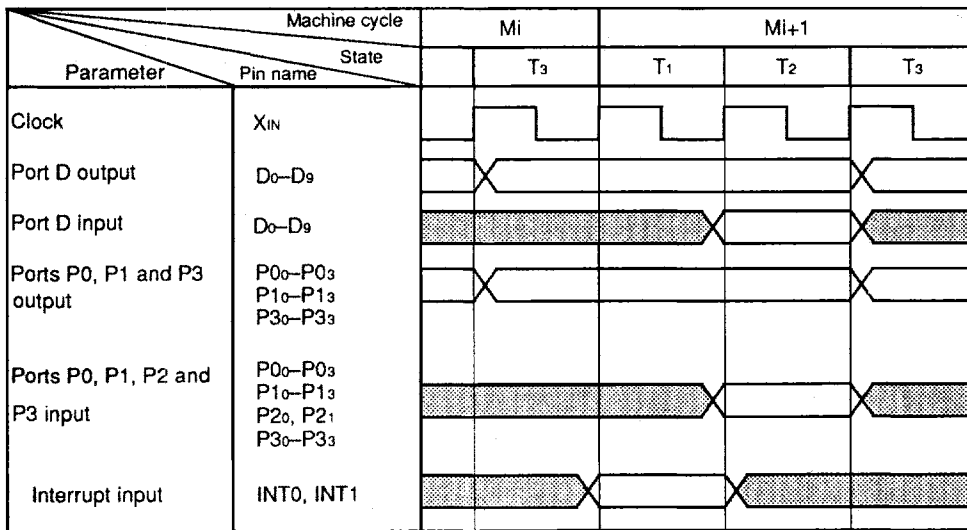 Machine cycle
State
Parameter Pin name
Mi Mi+1
T3 T1 T2 T3
Clock XIN
Port D output D0–D9
Port D input D0–D9
Ports P0, P1 and P3
output
P00–P03
P10–P13
P30–P33
Ports P0, P1, P2 and
P3 input
P00–P03
P10–P13
P20, P21
P30–P33
Interrupt input INT0, INT1